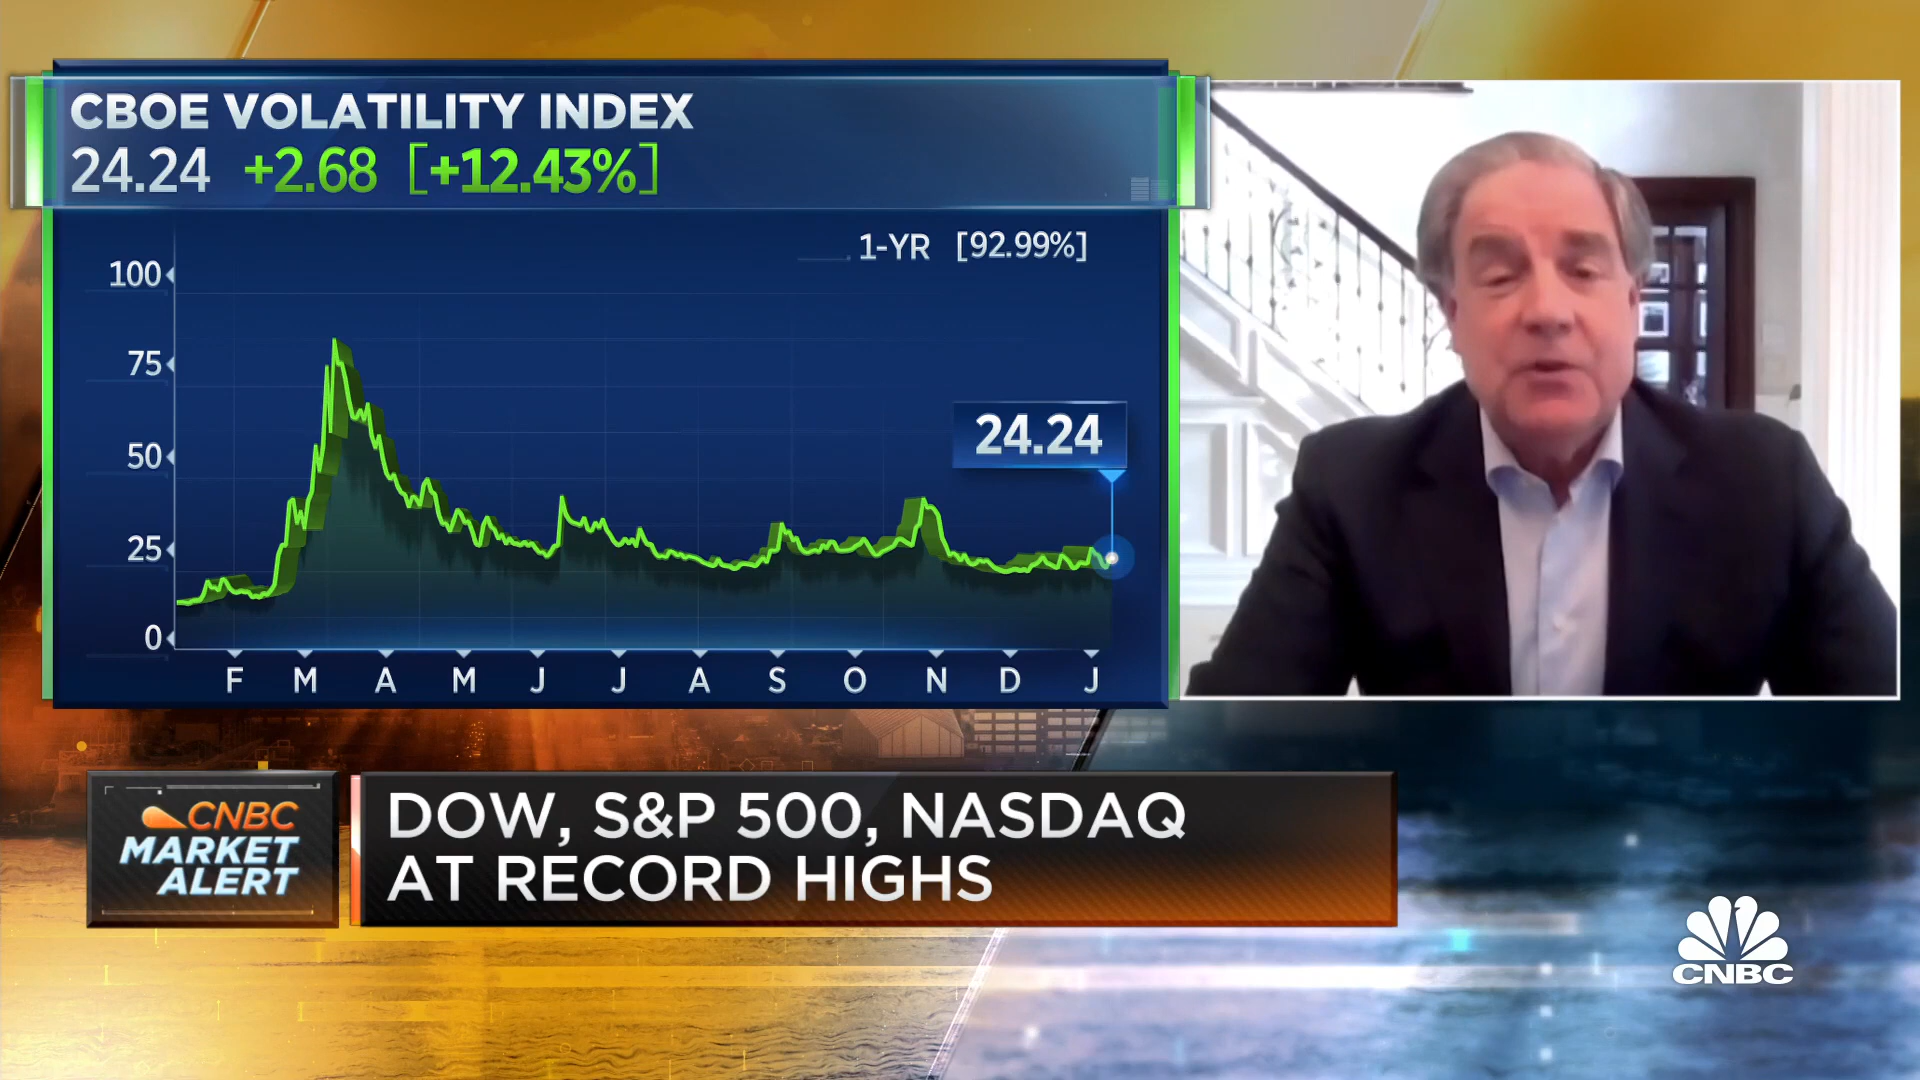 CBOE VOLATILITY INDEX
24.24 +2.68 [+12.43%]
1-YR [92.99%]
100
75
50
25
0
24.24
F M A M J J A S O N D J
CNBC
MARKET
ALERT
DOW, S&P 500, NASDAQ
AT RECORD HIGHS
CNBC